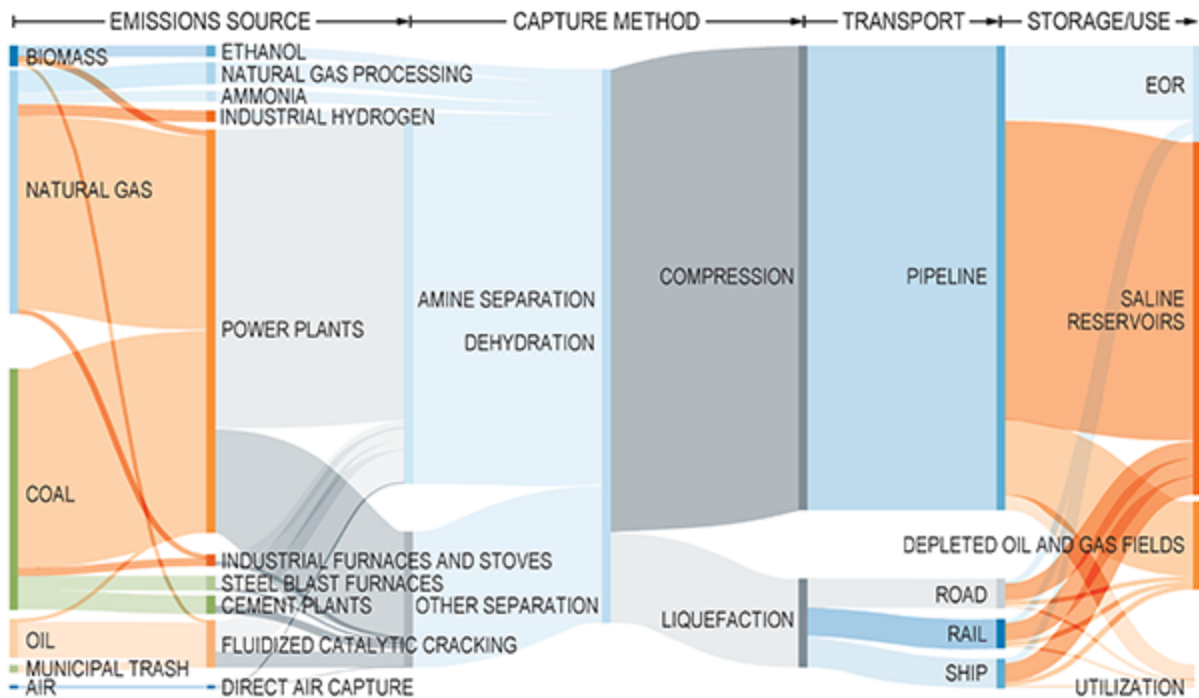 EMISSIONS SOURCE
CAPTURE METHOD
TRANSPORT
STORAGE/USE
BIOMASS
NATURAL GAS
COAL
OIL
MUNICIPAL TRASH
AIR
ETHANOL
NATURAL GAS PROCESSING
AMMONIA
INDUSTRIAL HYDROGEN
POWER PLANTS
INDUSTRIAL FURNACES AND STOVES
STEEL BLAST FURNACES
CEMENT PLANTS
FLUIDIZED CATALYTIC CRACKING
DIRECT AIR CAPTURE
AMINE SEPARATION
DEHYDRATION
OTHER SEPARATION
COMPRESSION
LIQUEFACTION
PIPELINE
ROAD
RAIL
SHIP
EOR
SALINE
RESERVOIRS
DEPLETED OIL AND GAS FIELDS
UTILIZATION